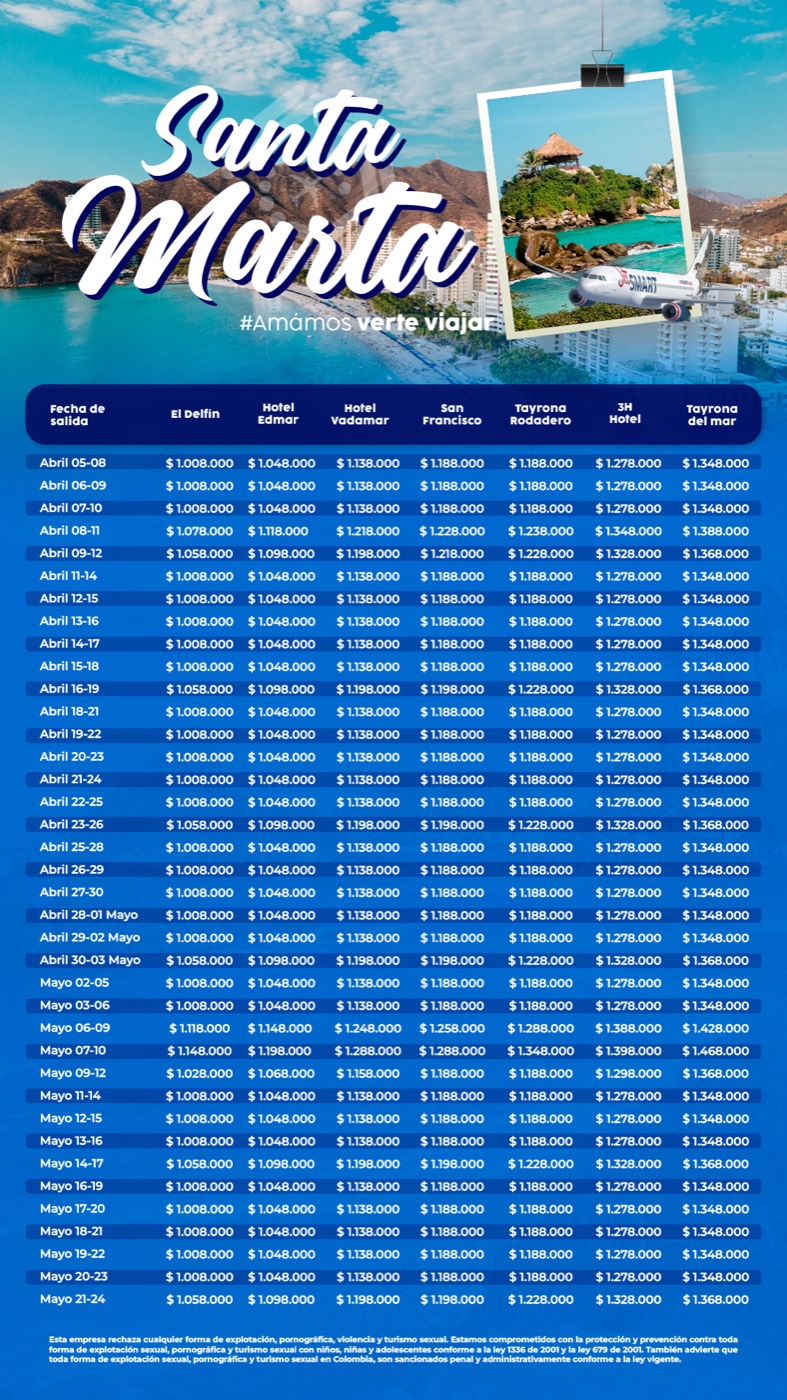 Santa
Marta
#Amámos verte viajar
JetSMART
Fecha de salida El Delfín Hotel Edmar Hotel Vadamar San Francisco Tayrona Rodadero 3H Hotel Tayrona del mar
Abril 05-08 $ 1.008.000 $ 1.048.000 $ 1.138.000 $ 1.188.000 $ 1.188.000 $ 1.278.000 $ 1.348.000
Abril 06-09 $ 1.008.000 $ 1.048.000 $ 1.138.000 $ 1.188.000 $ 1.188.000 $ 1.278.000 $ 1.348.000
Abril 07-10 $ 1.008.000 $ 1.048.000 $ 1.138.000 $ 1.188.000 $ 1.188.000 $ 1.278.000 $ 1.348.000
Abril 08-11 $ 1.078.000 $ 1.118.000 $ 1.218.000 $ 1.228.000 $ 1.238.000 $ 1.348.000 $ 1.388.000
Abril 09-12 $ 1.058.000 $ 1.098.000 $ 1.198.000 $ 1.218.000 $ 1.228.000 $ 1.328.000 $ 1.368.000
Abril 11-14 $ 1.008.000 $ 1.048.000 $ 1.138.000 $ 1.188.000 $ 1.188.000 $ 1.278.000 $ 1.348.000
Abril 12-15 $ 1.008.000 $ 1.048.000 $ 1.138.000 $ 1.188.000 $ 1.188.000 $ 1.278.000 $ 1.348.000
Abril 13-16 $ 1.008.000 $ 1.048.000 $ 1.138.000 $ 1.188.000 $ 1.188.000 $ 1.278.000 $ 1.348.000
Abril 14-17 $ 1.008.000 $ 1.048.000 $ 1.138.000 $ 1.188.000 $ 1.188.000 $ 1.278.000 $ 1.348.000
Abril 15-18 $ 1.008.000 $ 1.048.000 $ 1.138.000 $ 1.188.000 $ 1.188.000 $ 1.278.000 $ 1.348.000
Abril 16-19 $ 1.058.000 $ 1.098.000 $ 1.198.000 $ 1.198.000 $ 1.228.000 $ 1.328.000 $ 1.368.000
Abril 18-21 $ 1.008.000 $ 1.048.000 $ 1.138.000 $ 1.188.000 $ 1.188.000 $ 1.278.000 $ 1.348.000
Abril 19-22 $ 1.008.000 $ 1.048.000 $ 1.138.000 $ 1.188.000 $ 1.188.000 $ 1.278.000 $ 1.348.000
Abril 20-23 $ 1.008.000 $ 1.048.000 $ 1.138.000 $ 1.188.000 $ 1.188.000 $ 1.278.000 $ 1.348.000
Abril 21-24 $ 1.008.000 $ 1.048.000 $ 1.138.000 $ 1.188.000 $ 1.188.000 $ 1.278.000 $ 1.348.000
Abril 22-25 $ 1.008.000 $ 1.048.000 $ 1.138.000 $ 1.188.000 $ 1.188.000 $ 1.278.000 $ 1.348.000
Abril 23-26 $ 1.058.000 $ 1.098.000 $ 1.198.000 $ 1.198.000 $ 1.228.000 $ 1.328.000 $ 1.368.000
Abril 25-28 $ 1.008.000 $ 1.048.000 $ 1.138.000 $ 1.188.000 $ 1.188.000 $ 1.278.000 $ 1.348.000
Abril 26-29 $ 1.008.000 $ 1.048.000 $ 1.138.000 $ 1.188.000 $ 1.188.000 $ 1.278.000 $ 1.348.000
Abril 27-30 $ 1.008.000 $ 1.048.000 $ 1.138.000 $ 1.188.000 $ 1.188.000 $ 1.278.000 $ 1.348.000
Abril 28-01 Mayo $ 1.008.000 $ 1.048.000 $ 1.138.000 $ 1.188.000 $ 1.188.000 $ 1.278.000 $ 1.348.000
Abril 29-02 Mayo $ 1.008.000 $ 1.048.000 $ 1.138.000 $ 1.188.000 $ 1.188.000 $ 1.278.000 $ 1.348.000
Abril 30-03 Mayo $ 1.058.000 $ 1.098.000 $ 1.198.000 $ 1.198.000 $ 1.228.000 $ 1.328.000 $ 1.368.000
Mayo 02-05 $ 1.008.000 $ 1.048.000 $ 1.138.000 $ 1.188.000 $ 1.188.000 $ 1.278.000 $ 1.348.000
Mayo 03-06 $ 1.008.000 $ 1.048.000 $ 1.138.000 $ 1.188.000 $ 1.188.000 $ 1.278.000 $ 1.348.000
Mayo 06-09 $ 1.118.000 $ 1.148.000 $ 1.248.000 $ 1.258.000 $ 1.288.000 $ 1.388.000 $ 1.428.000
Mayo 07-10 $ 1.148.000 $ 1.198.000 $ 1.288.000 $ 1.288.000 $ 1.348.000 $ 1.398.000 $ 1.468.000
Mayo 09-12 $ 1.028.000 $ 1.068.000 $ 1.158.000 $ 1.188.000 $ 1.188.000 $ 1.298.000 $ 1.368.000
Mayo 11-14 $ 1.008.000 $ 1.048.000 $ 1.138.000 $ 1.188.000 $ 1.188.000 $ 1.278.000 $ 1.348.000
Mayo 12-15 $ 1.008.000 $ 1.048.000 $ 1.138.000 $ 1.188.000 $ 1.188.000 $ 1.278.000 $ 1.348.000
Mayo 13-16 $ 1.008.000 $ 1.048.000 $ 1.138.000 $ 1.188.000 $ 1.188.000 $ 1.278.000 $ 1.348.000
Mayo 14-17 $ 1.058.000 $ 1.098.000 $ 1.198.000 $ 1.198.000 $ 1.228.000 $ 1.328.000 $ 1.368.000
Mayo 16-19 $ 1.008.000 $ 1.048.000 $ 1.138.000 $ 1.188.000 $ 1.188.000 $ 1.278.000 $ 1.348.000
Mayo 17-20 $ 1.008.000 $ 1.048.000 $ 1.138.000 $ 1.188.000 $ 1.188.000 $ 1.278.000 $ 1.348.000
Mayo 18-21 $ 1.008.000 $ 1.048.000 $ 1.138.000 $ 1.188.000 $ 1.188.000 $ 1.278.000 $ 1.348.000
Mayo 19-22 $ 1.008.000 $ 1.048.000 $ 1.138.000 $ 1.188.000 $ 1.188.000 $ 1.278.000 $ 1.348.000
Mayo 20-23 $ 1.008.000 $ 1.048.000 $ 1.138.000 $ 1.188.000 $ 1.188.000 $ 1.278.000 $ 1.348.000
Mayo 21-24 $ 1.058.000 $ 1.098.000 $ 1.198.000 $ 1.198.000 $ 1.228.000 $ 1.328.000 $ 1.368.000
Esta empresa rechaza cualquier forma de explotación, pornográfica, violencia y turismo sexual. Estamos comprometidos con la protección y prevención contra toda
forma de explotación sexual, pornográfica y turismo sexual con niños, niñas y adolescentes conforme a la ley 1336 de 2001 y la ley 679 de 2001. También advierte que
toda forma de explotación sexual, pornográfica y turismo sexual en Colombia, son sancionados penal y administrativamente conforme a la ley vigente.